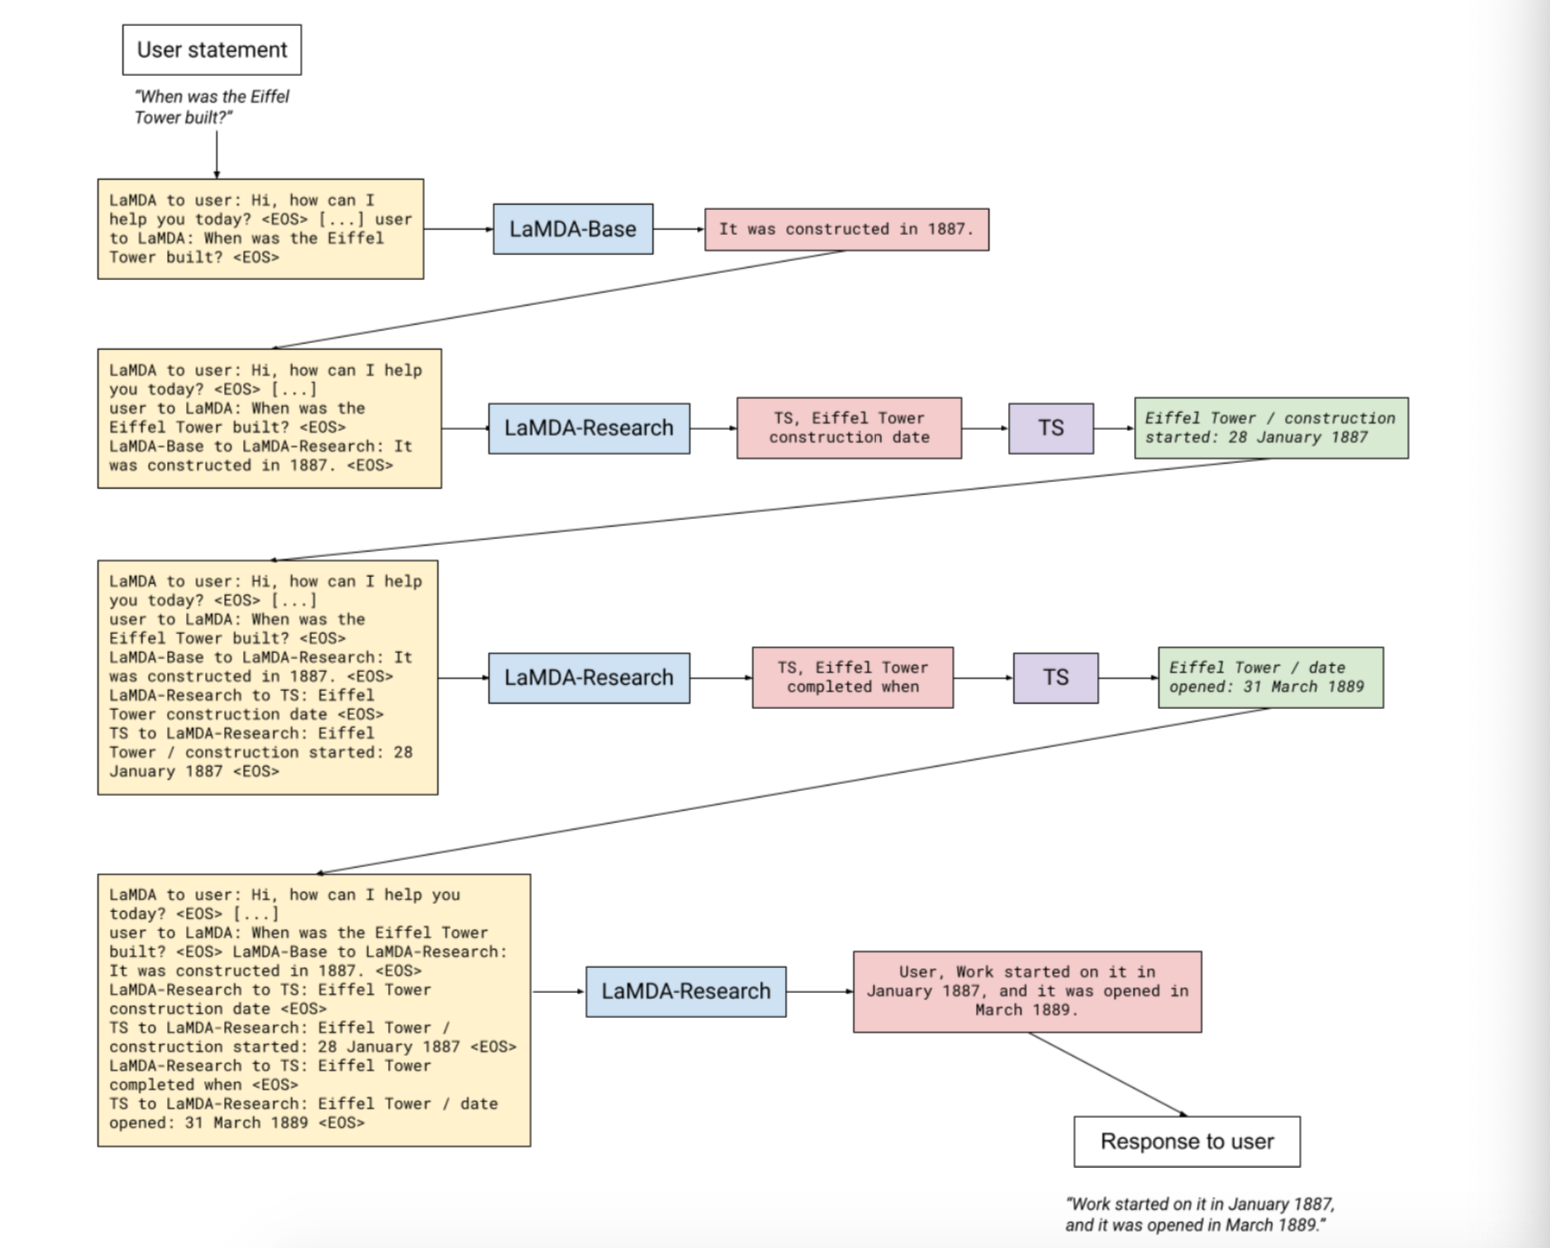 User statement
“When was the Eiffel
Tower built?”
LaMDA to user: Hi, how can I
help you today? <EOS> [...] user
to LaMDA: When was the Eiffel
Tower built? <EOS>
LaMDA-Base
It was constructed in 1887.
LaMDA to user: Hi, how can I help
you today? <EOS> [...]
user to LaMDA: When was the
Eiffel Tower built? <EOS>
LaMDA-Base to LaMDA-Research: It
was constructed in 1887. <EOS>
LaMDA-Research
TS, Eiffel Tower
construction date
TS
Eiffel Tower / construction
started: 28 January 1887
LaMDA to user: Hi, how can I help
you today? <EOS> [...]
user to LaMDA: When was the
Eiffel Tower built? <EOS>
LaMDA-Base to LaMDA-Research: It
was constructed in 1887. <EOS>
LaMDA-Research to TS: Eiffel
Tower construction date <EOS>
TS to LaMDA-Research: Eiffel
Tower / construction started: 28
January 1887 <EOS>
LaMDA-Research
TS, Eiffel Tower
completed when
TS
Eiffel Tower / date
opened: 31 March 1889
LaMDA to user: Hi, how can I help you
today? <EOS> [...]
user to LaMDA: When was the Eiffel Tower
built? <EOS> LaMDA-Base to LaMDA-Research:
It was constructed in 1887. <EOS>
LaMDA-Research to TS: Eiffel Tower
construction date <EOS>
TS to LaMDA-Research: Eiffel Tower /
construction started: 28 January 1887 <EOS>
LaMDA-Research to TS: Eiffel Tower
completed when <EOS>
TS to LaMDA-Research: Eiffel Tower / date
opened: 31 March 1889 <EOS>
LaMDA-Research
User, Work started on it in
January 1887, and it was opened in
March 1889.
Response to user
“Work started on it in January 1887,
and it was opened in March 1889.”